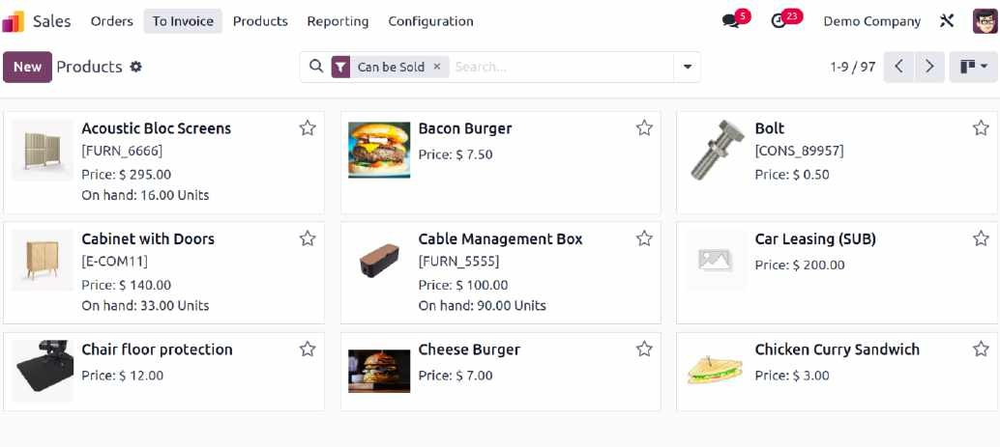 Sales Orders To Invoice Products Reporting Configuration 5 23 Demo Company
New Products Can be Sold × Search... 1-9 / 97
Acoustic Bloc Screens
[FURN_6666]
Price: $ 295.00
On hand: 16.00 Units
Bacon Burger
Price: $ 7.50
Bolt
[CONS_89957]
Price: $ 0.50
Cabinet with Doors
[E-COM11]
Price: $ 140.00
On hand: 33.00 Units
Cable Management Box
[FURN_5555]
Price: $ 100.00
On hand: 90.00 Units
Car Leasing (SUB)
Price: $ 200.00
Chair floor protection
Price: $ 12.00
Cheese Burger
Price: $ 7.00
Chicken Curry Sandwich
Price: $ 3.00